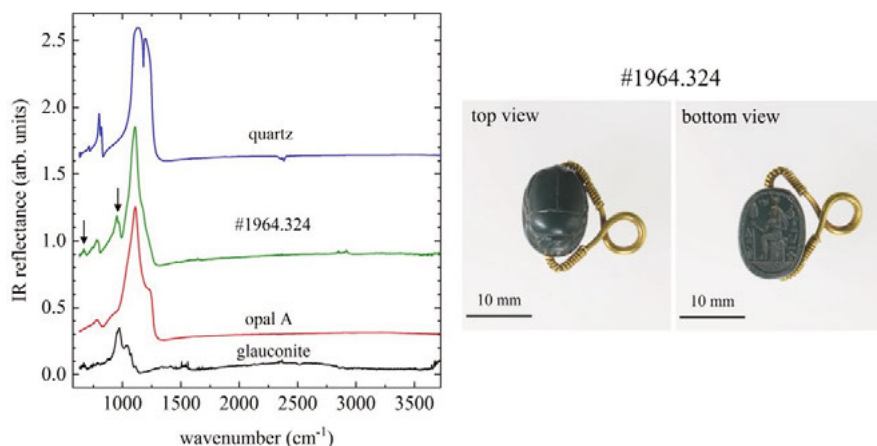 2.5
2.0
1.5
1.0
0.5
0.0
IR reflectance (arb. units)
quartz
#1964.324
opal A
glauconite
1000 1500 2000 2500 3000 3500
wavenumber (cm⁻¹)
#1964.324
top view
bottom view
10 mm
10 mm